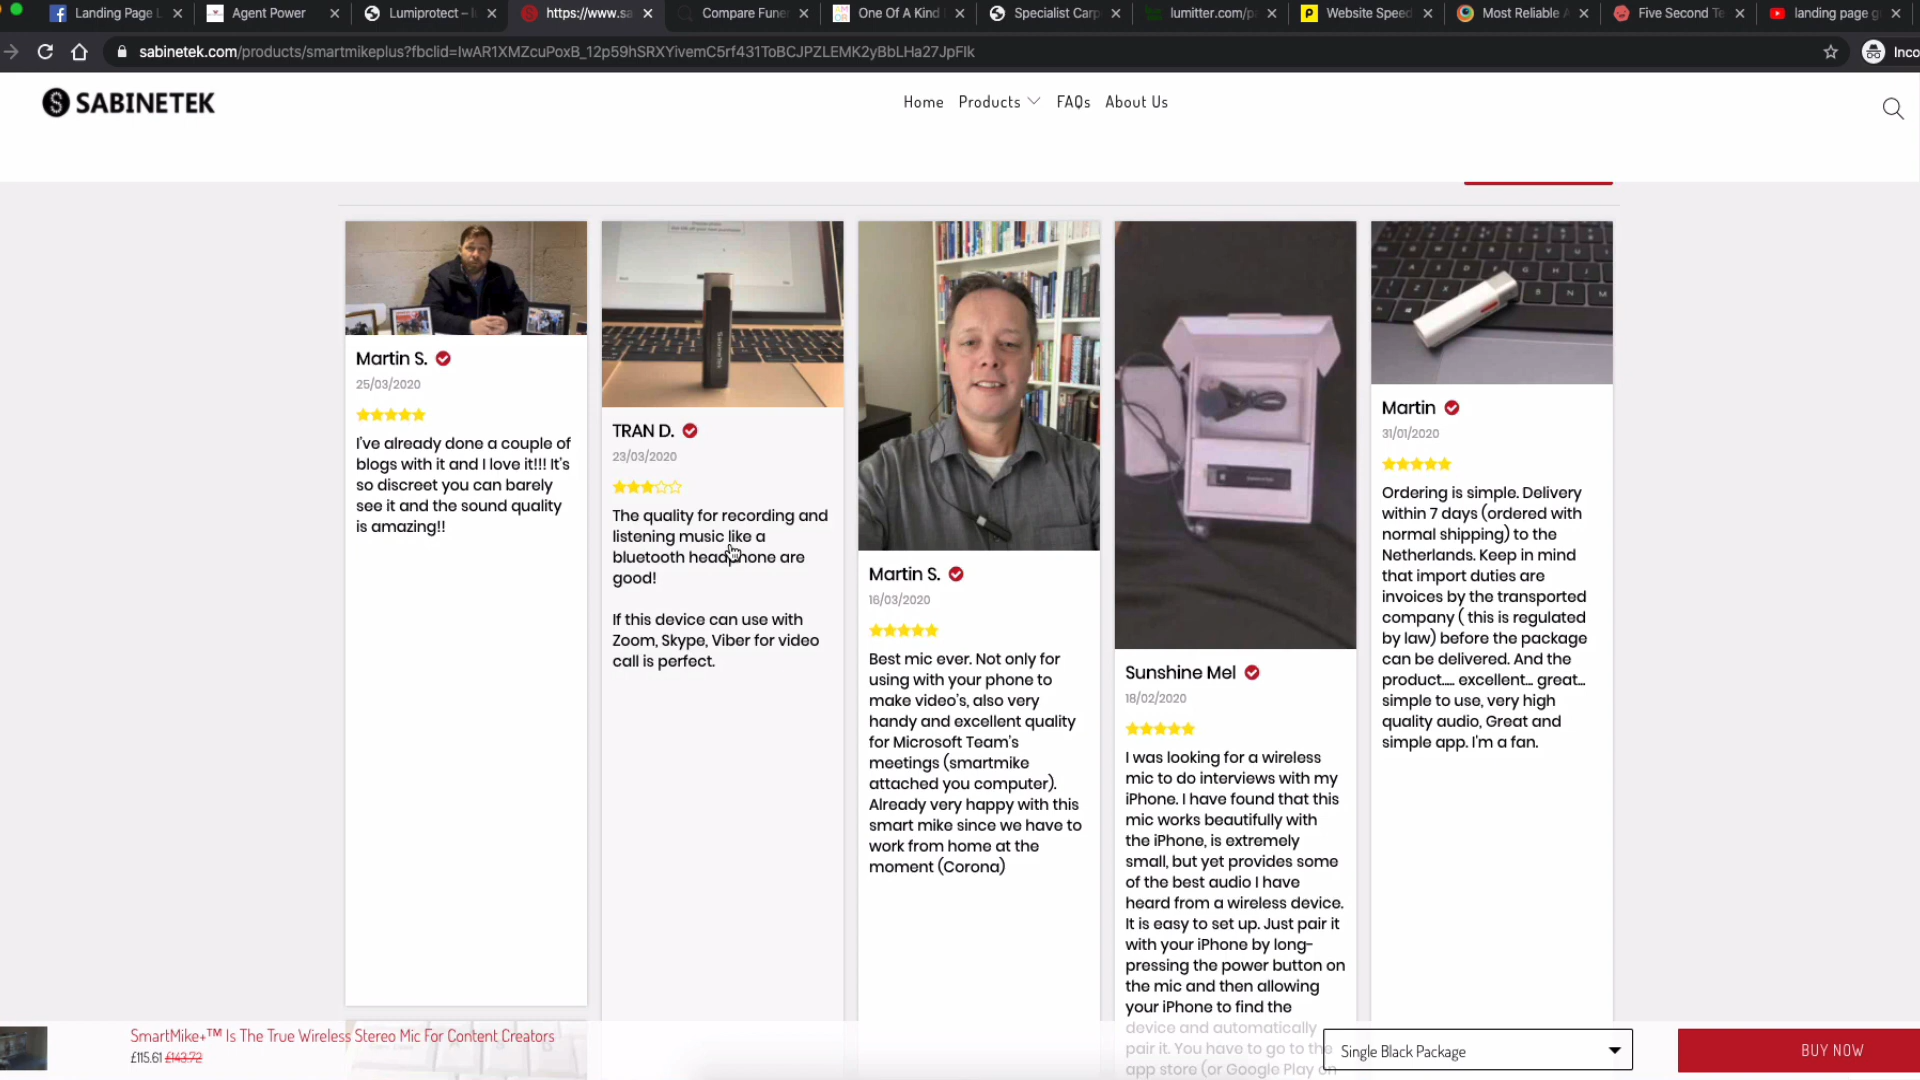 Landing Page L
Agent Power
Lumiprotect – l
https://www.sa
Compare Fune
One Of A Kind
Specialist Carp
lumitter.com/p
Website Speed
Most Reliable A
Five Second Te
landing page g
sabinetek.com/products/smartmikeplus?fbclid=IwAR1XMZcuPoxB_12p59hSRXYivemC5rf431ToBCJPZLEMK2yBbLHa27JpFlk
Inco
SABINETEK
Home Products FAQs About Us
Martin S.
25/03/2020
I've already done a couple of
blogs with it and I love it!!! It's
so discreet you can barely
see it and the sound quality
is amazing!!
TRAN D.
23/03/2020
The quality for recording and
listening music like a
bluetooth headphone are
good!
If this device can use with
Zoom, Skype, Viber for video
call is perfect.
Martin S.
16/03/2020
Best mic ever. Not only for
using with your phone to
make video's, also very
handy and excellent quality
for Microsoft Team's
meetings (smartmike
attached you computer).
Already very happy with this
smart mike since we have to
work from home at the
moment (Corona)
Sunshine Mel
18/02/2020
I was looking for a wireless
mic to do interviews with my
iPhone. I have found that this
mic works beautifully with
the iPhone, is extremely
small, but yet provides some
of the best audio I have
heard from a wireless device.
It is easy to set up. Just pair it
with your iPhone by long-
pressing the power button on
the mic and then allowing
your iPhone to find the
device and automatically
pair it. You have to go to the
app store (or Google Play on
Martin
31/01/2020
Ordering is simple. Delivery
within 7 days (ordered with
normal shipping) to the
Netherlands. Keep in mind
that import duties are
invoices by the transported
company ( this is regulated
by law) before the package
can be delivered. And the
product..... excellent... great...
simple to use, very high
quality audio, Great and
simple app. I'm a fan.
SmartMike+™ Is The True Wireless Stereo Mic For Content Creators
£115.61 £143.72
Single Black Package
BUY NOW